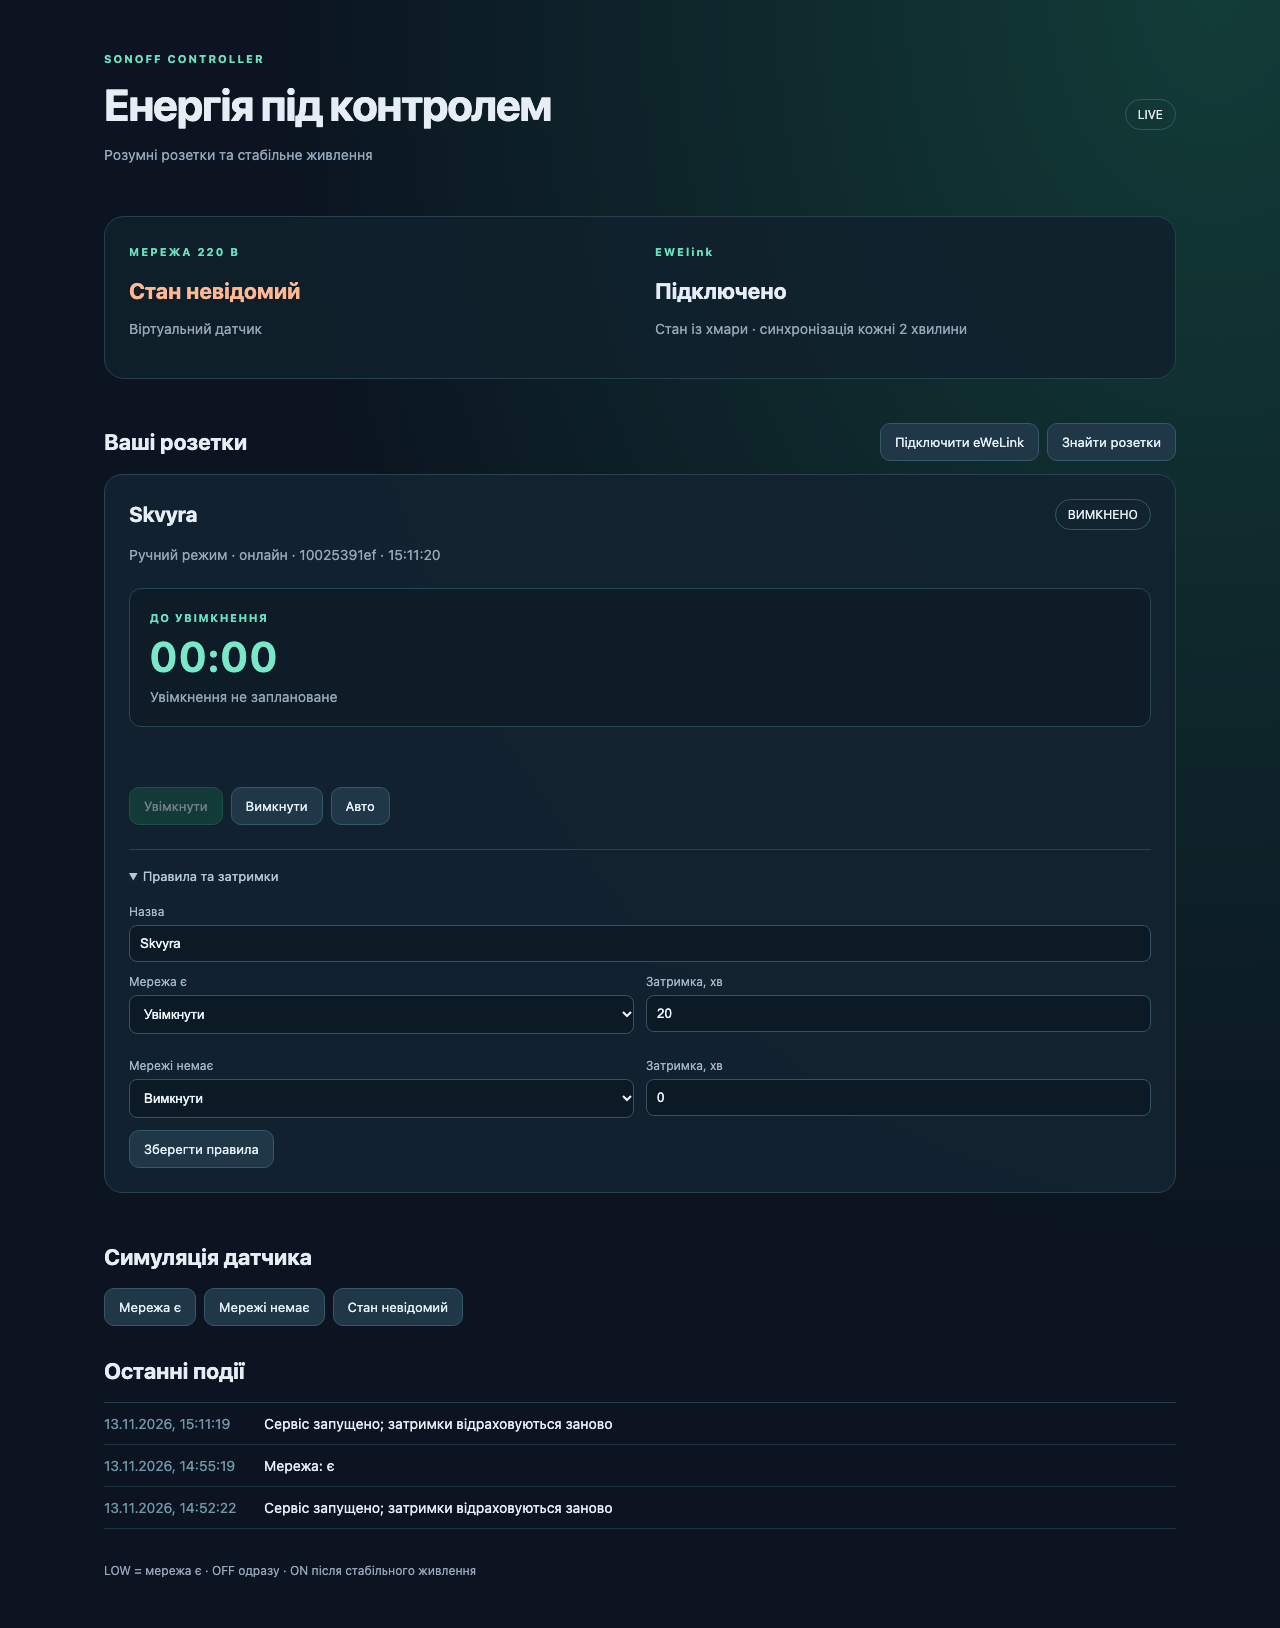 SONOFF CONTROLLER
Енергія під контролем
LIVE
Розумні розетки та стабільне живлення
МЕРЕЖА 220 В
Стан невідомий
Віртуальний датчик
EWElink
Підключено
Стан із хмари · синхронізація кожні 2 хвилини
Ваші розетки
Підключити eWeLink
Знайти розетки
Skvyra
ВИМКНЕНО
Ручний режим · онлайн · 10025391ef · 15:11:20
ДО УВІМКНЕННЯ
00:00
Увімкнення не заплановане
Увімкнути
Вимкнути
Авто
Правила та затримки
Назва
Skvyra
Мережа є
Затримка, хв
Увімкнути
20
Мережі немає
Затримка, хв
Вимкнути
0
Зберегти правила
Симуляція датчика
Мережа є
Мережі немає
Стан невідомий
Останні події
13.11.2026, 15:11:19 Сервіс запущено; затримки відраховуються заново
13.11.2026, 14:55:19 Мережа: є
13.11.2026, 14:52:22 Сервіс запущено; затримки відраховуються заново
LOW = мережа є · OFF одразу · ON після стабільного живлення